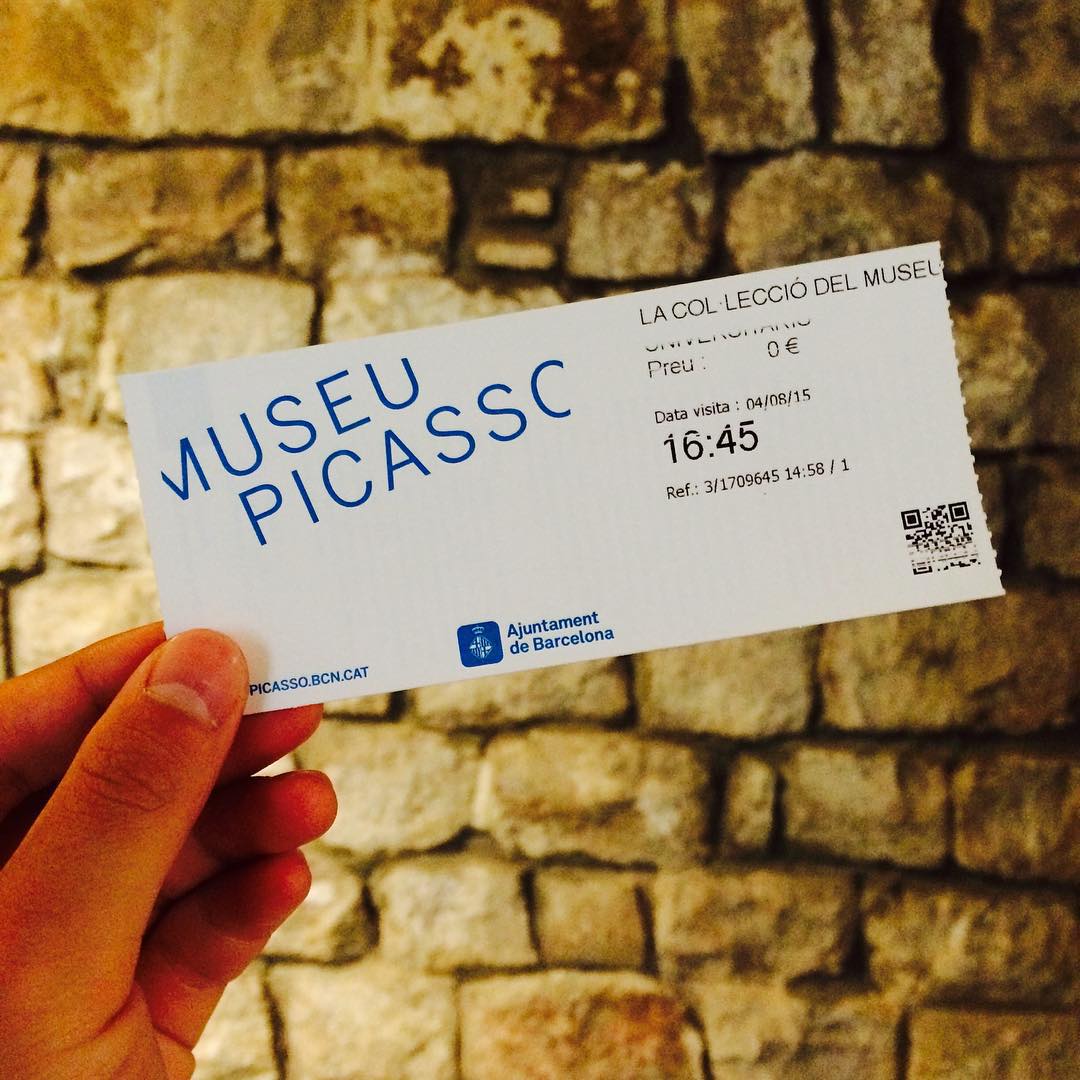 MUSEU
PICASSO
LA COL·LECCIÓ DEL MUSEU
UNIVERSITARIO
Preu : 0 €
Data visita : 04/08/15
16:45
Ref.: 3/1709645 14:58 / 1
Ajuntament
de Barcelona
PICASSO.BCN.CAT